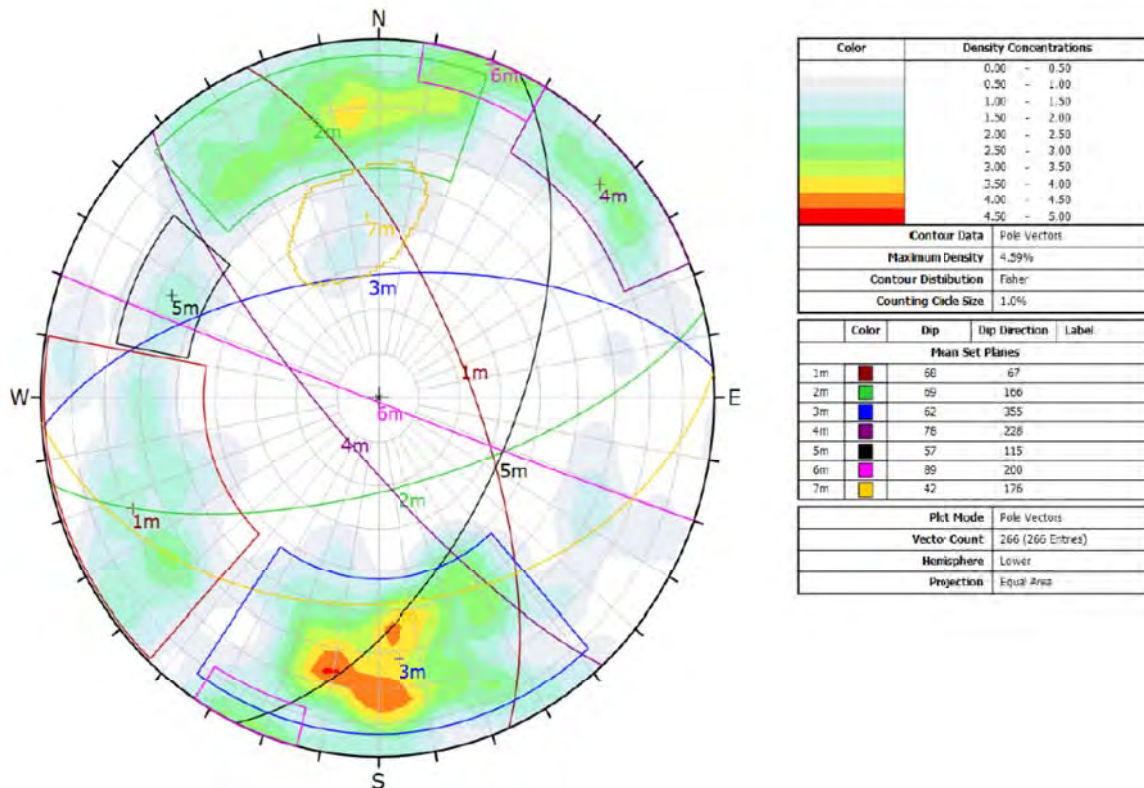 N
6m
2m
4m
7m
3m
5m
1m
W
6m
E
4m
5m
2m
1m
3m
S
Color Density Concentrations
0.00 - 0.50
0.50 - 1.00
1.00 - 1.50
1.50 - 2.00
2.00 - 2.50
2.50 - 3.00
3.00 - 3.50
3.50 - 4.00
4.00 - 4.50
4.50 - 5.00
Contour Data Pole Vectors
Maximum Density 4.59%
Contour Distribution Fisher
Counting Circle Size 1.0%
Color Dip Dip Direction Label
Mean Set Planes
1m 68 67
2m 69 166
3m 62 355
4m 78 228
5m 57 115
6m 89 200
7m 42 176
Plot Mode Pole Vectors
Vector Count 266 (266 Entries)
Hemisphere Lower
Projection Equal Area